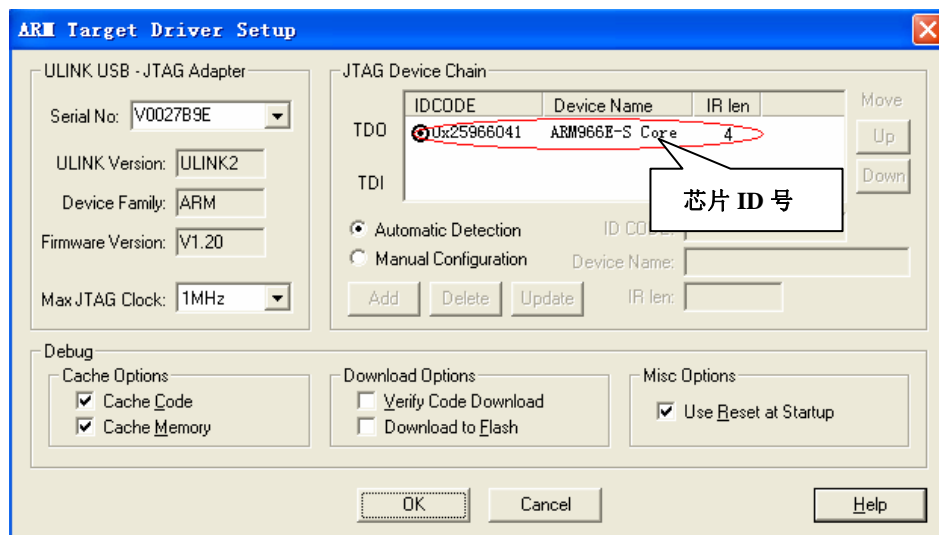 ARM Target Driver Setup
ULINK USB - JTAG Adapter
Serial No: V0027B9E
ULINK Version: ULINK2
Device Family: ARM
Firmware Version: V1.20
Max JTAG Clock: 1MHz
JTAG Device Chain
IDCODE Device Name IR len
TDO 0x25966041 ARM966E-S Core 4
TDI
Move
Up
Down
芯片 ID 号
Automatic Detection ID CODE:
Manual Configuration Device Name:
Add Delete Update IR len:
Debug
Cache Options
Cache Code
Cache Memory
Download Options
Verify Code Download
Download to Flash
Misc Options
Use Reset at Startup
OK Cancel Help